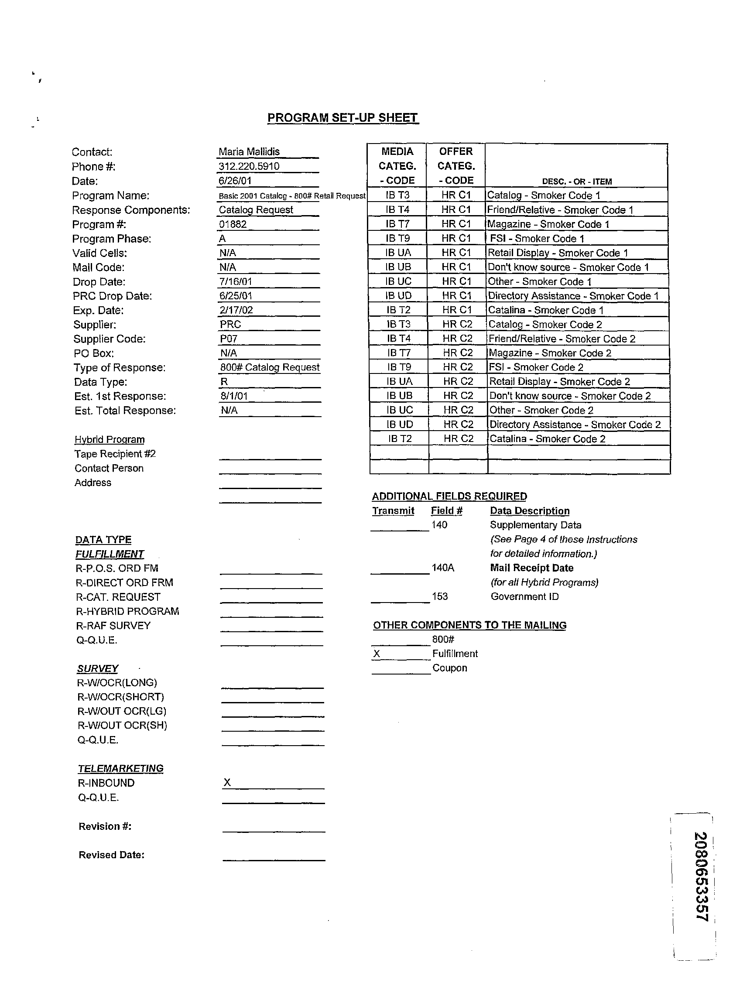 PROGRAM SET-UP SHEET
Contact: Maria Mallidis
Phone #: 312.220.5910
Date: 6/26/01
Program Name: Basic 2001 Catalog - 800# Retail Request
Response Components: Catalog Request
Program #: 01882
Program Phase: A
Valid Cells: N/A
Mail Code: N/A
Drop Date: 7/16/01
PRC Drop Date: 6/25/01
Exp. Date: 2/17/02
Supplier: PRC
Supplier Code: P07
PO Box: N/A
Type of Response: 800# Catalog Request
Data Type: R
Est. 1st Response: 8/1/01
Est. Total Response: N/A
Hybrid Program
Tape Recipient #2
Contact Person
Address
DATA TYPE
FULFILLMENT
R-P.O.S. ORD FM
R-DIRECT ORD FRM
R-CAT. REQUEST
R-HYBRID PROGRAM
R-RAF SURVEY
Q-Q.U.E.
SURVEY
R-W/OCR(LONG)
R-W/OCR(SHORT)
R-W/OUT OCR(LG)
R-W/OUT OCR(SH)
Q-Q.U.E.
TELEMARKETING
R-INBOUND X
Q-Q.U.E.
Revision #:
Revised Date:
MEDIA OFFER
CATEG. CATEG.
- CODE - CODE DESC. - OR - ITEM
IB T3 HR C1 Catalog - Smoker Code 1
IB T4 HR C1 Friend/Relative - Smoker Code 1
IB T7 HR C1 Magazine - Smoker Code 1
IB T9 HR C1 FSI - Smoker Code 1
IB UA HR C1 Retail Display - Smoker Code 1
IB UB HR C1 Don't know source - Smoker Code 1
IB UC HR C1 Other - Smoker Code 1
IB UD HR C1 Directory Assistance - Smoker Code 1
IB T2 HR C1 Catalina - Smoker Code 1
IB T3 HR C2 Catalog - Smoker Code 2
IB T4 HR C2 Friend/Relative - Smoker Code 2
IB T7 HR C2 Magazine - Smoker Code 2
IB T9 HR C2 FSI - Smoker Code 2
IB UA HR C2 Retail Display - Smoker Code 2
IB UB HR C2 Don't know source - Smoker Code 2
IB UC HR C2 Other - Smoker Code 2
IB UD HR C2 Directory Assistance - Smoker Code 2
IB T2 HR C2 Catalina - Smoker Code 2
ADDITIONAL FIELDS REQUIRED
Transmit Field # Data Description
140 Supplementary Data
(See Page 4 of these Instructions
for detailed information.)
140A Mail Receipt Date
(for all Hybrid Programs)
153 Government ID
OTHER COMPONENTS TO THE MAILING
800#
X Fulfillment
Coupon
2080653357